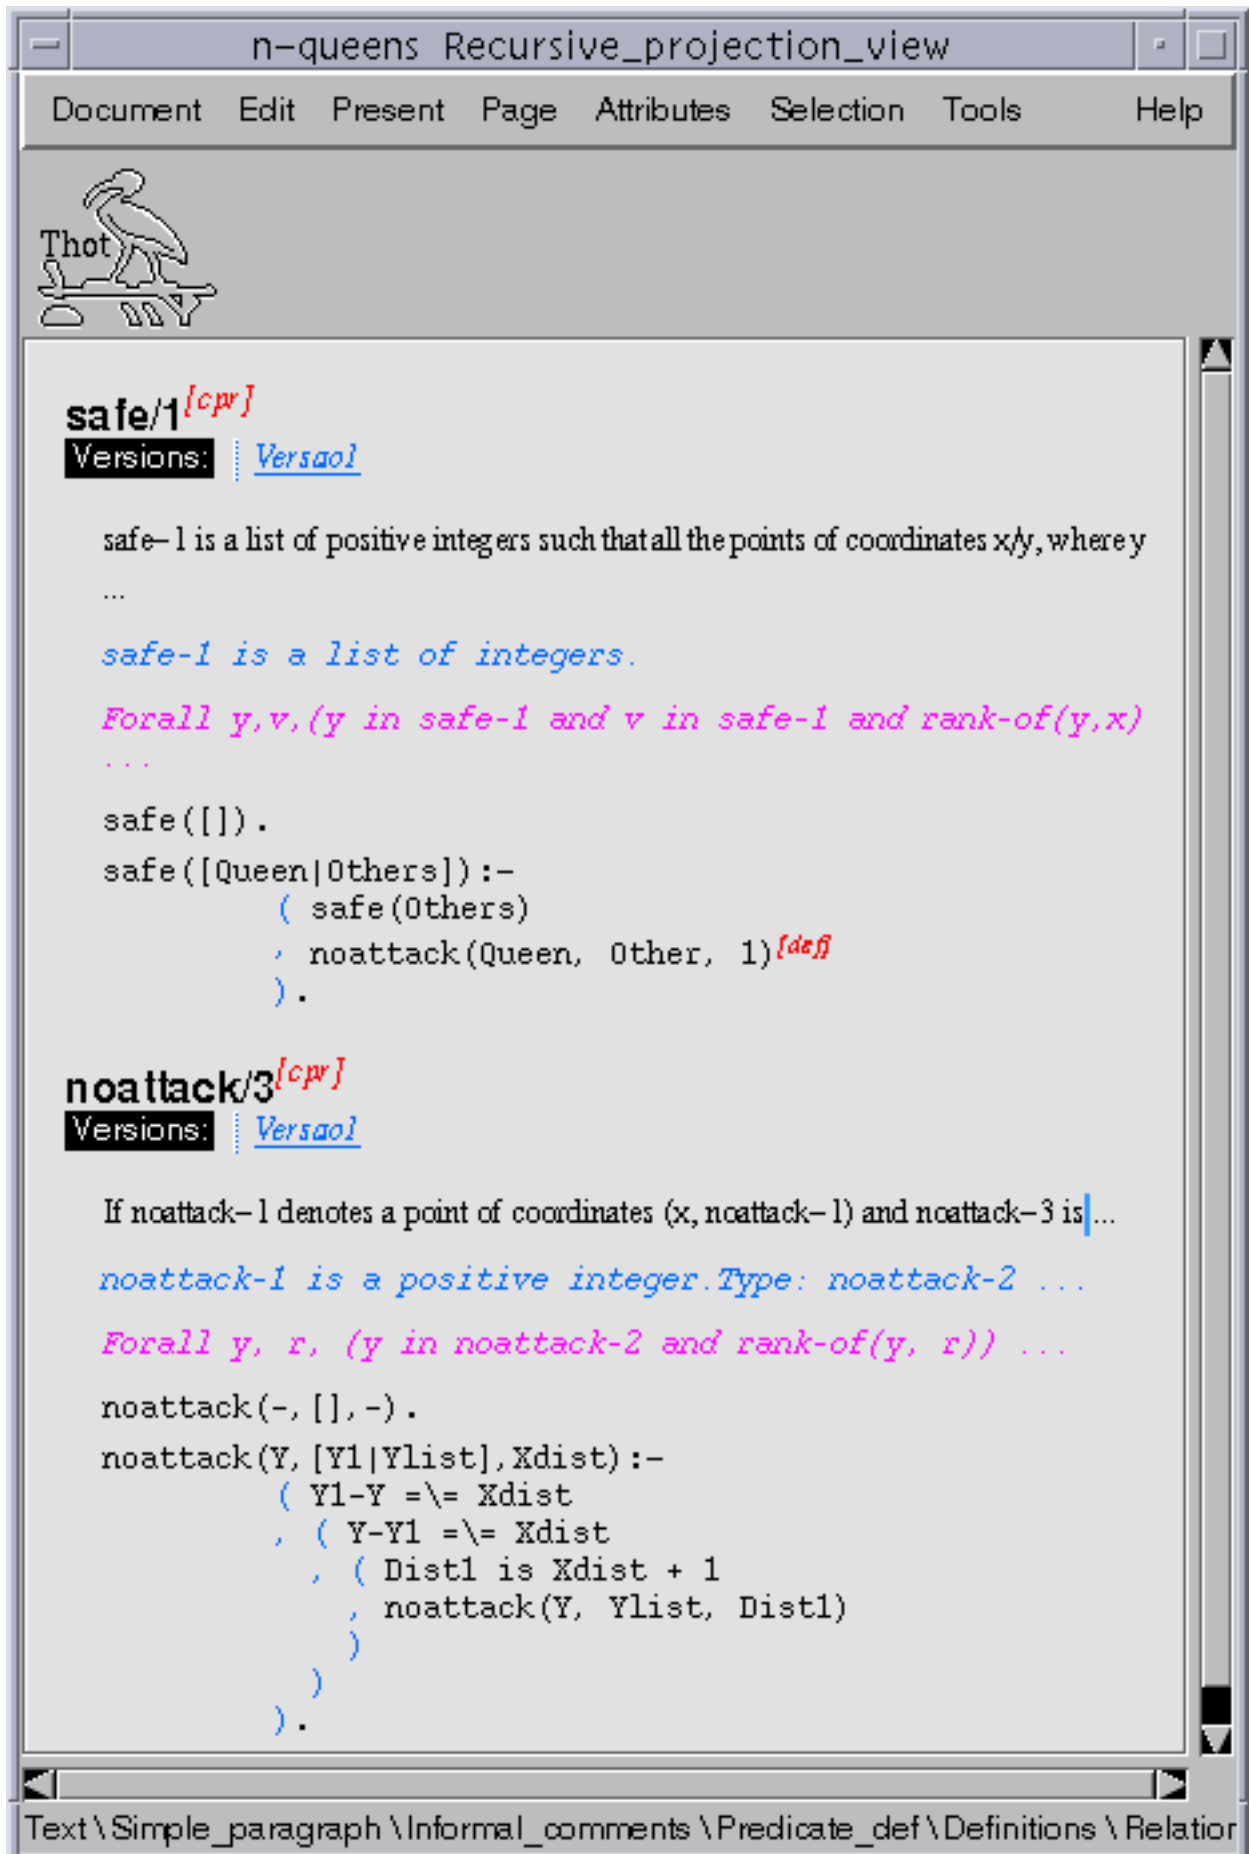 n-queens Recursive_projection_view
Document Edit Present Page Attributes Selection Tools Help
Thot
safe/1[cpr]
Versions: Versao1
safe-1 is a list of positive integers such that all the points of coordinates x/y, where y
...
safe-1 is a list of integers.
Forall y,v,(y in safe-1 and v in safe-1 and rank-of(y,x)
...
safe([]).
safe([Queen|Others]):-
( safe(Others)
, noattack(Queen, Other, 1)[def]
).
noattack/3[cpr]
Versions: Versao1
If noattack-1 denotes a point of coordinates (x, noattack-1) and noattack-3 is ...
noattack-1 is a positive integer.Type: noattack-2 ...
Forall y, r, (y in noattack-2 and rank-of(y, r)) ...
noattack(-,[],-).
noattack(Y,[Y1|Ylist],Xdist):-
( Y1-Y =\= Xdist
, ( Y-Y1 =\= Xdist
, ( Dist1 is Xdist + 1
, noattack(Y, Ylist, Dist1)
)
)
).
Text \ Simple_paragraph \ Informal_comments \ Predicate_def \ Definitions \ Relation